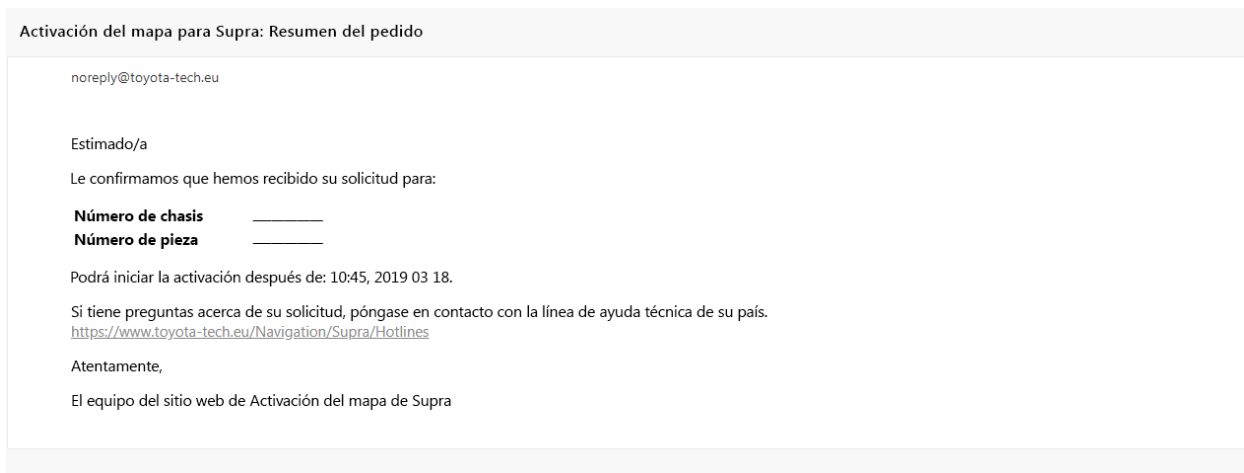 Activación del mapa para Supra: Resumen del pedido
noreply@toyota-tech.eu
Estimado/a
Le confirmamos que hemos recibido su solicitud para:
Número de chasis __________
Número de pieza __________
Podrá iniciar la activación después de: 10:45, 2019 03 18.
Si tiene preguntas acerca de su solicitud, póngase en contacto con la línea de ayuda técnica de su país.
https://www.toyota-tech.eu/Navigation/Supra/Hotlines
Atentamente,
El equipo del sitio web de Activación del mapa de Supra